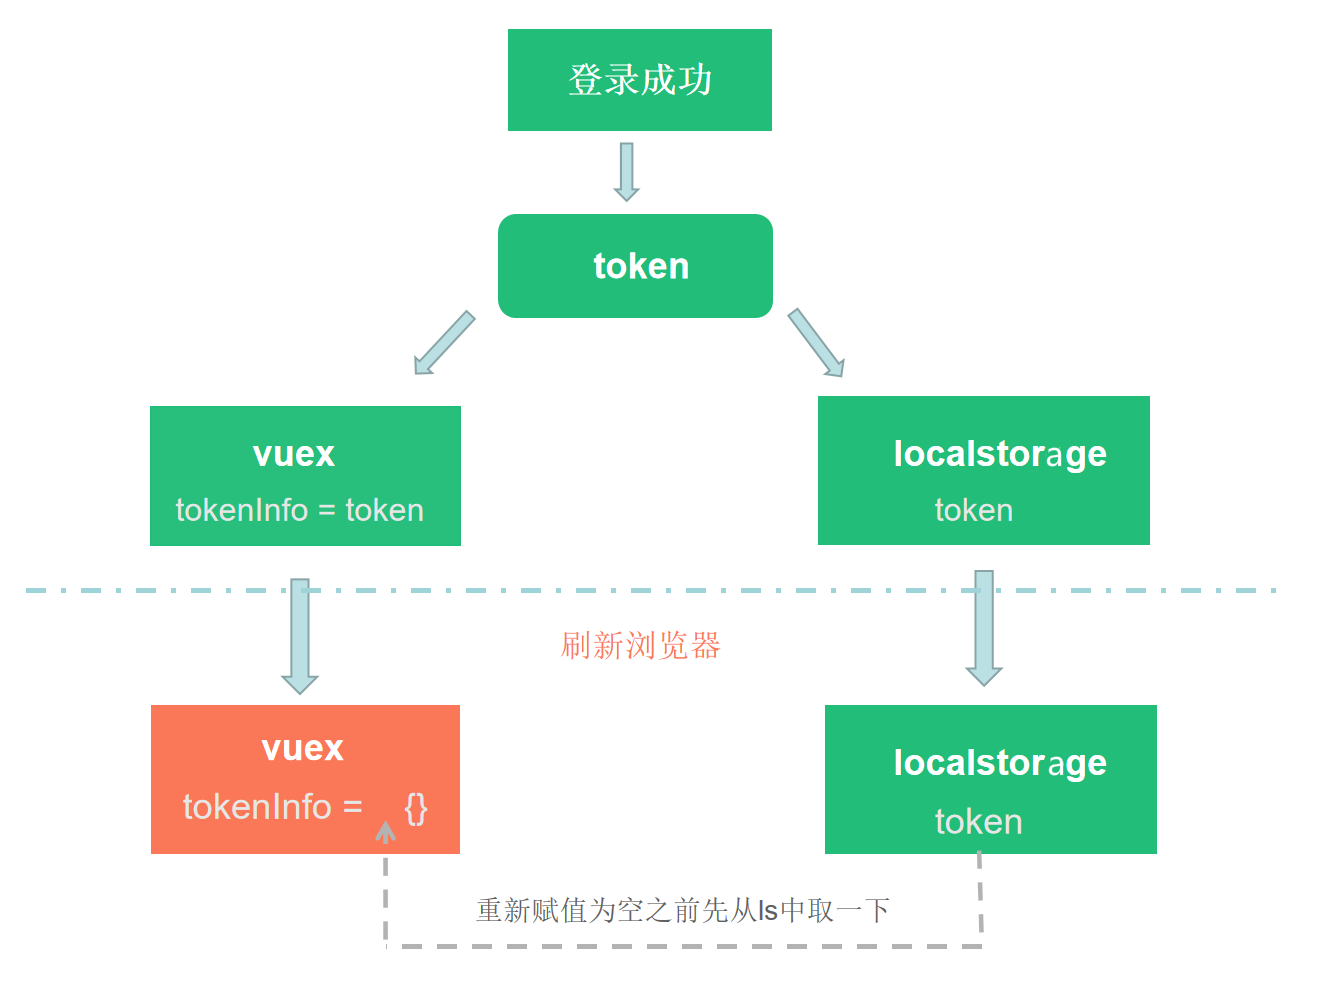 登录成功
token
vuex
tokenInfo = token
localstorage
token
刷新浏览器
vuex
tokenInfo = {}
localstorage
token
重新赋值为空之前先从ls中取一下